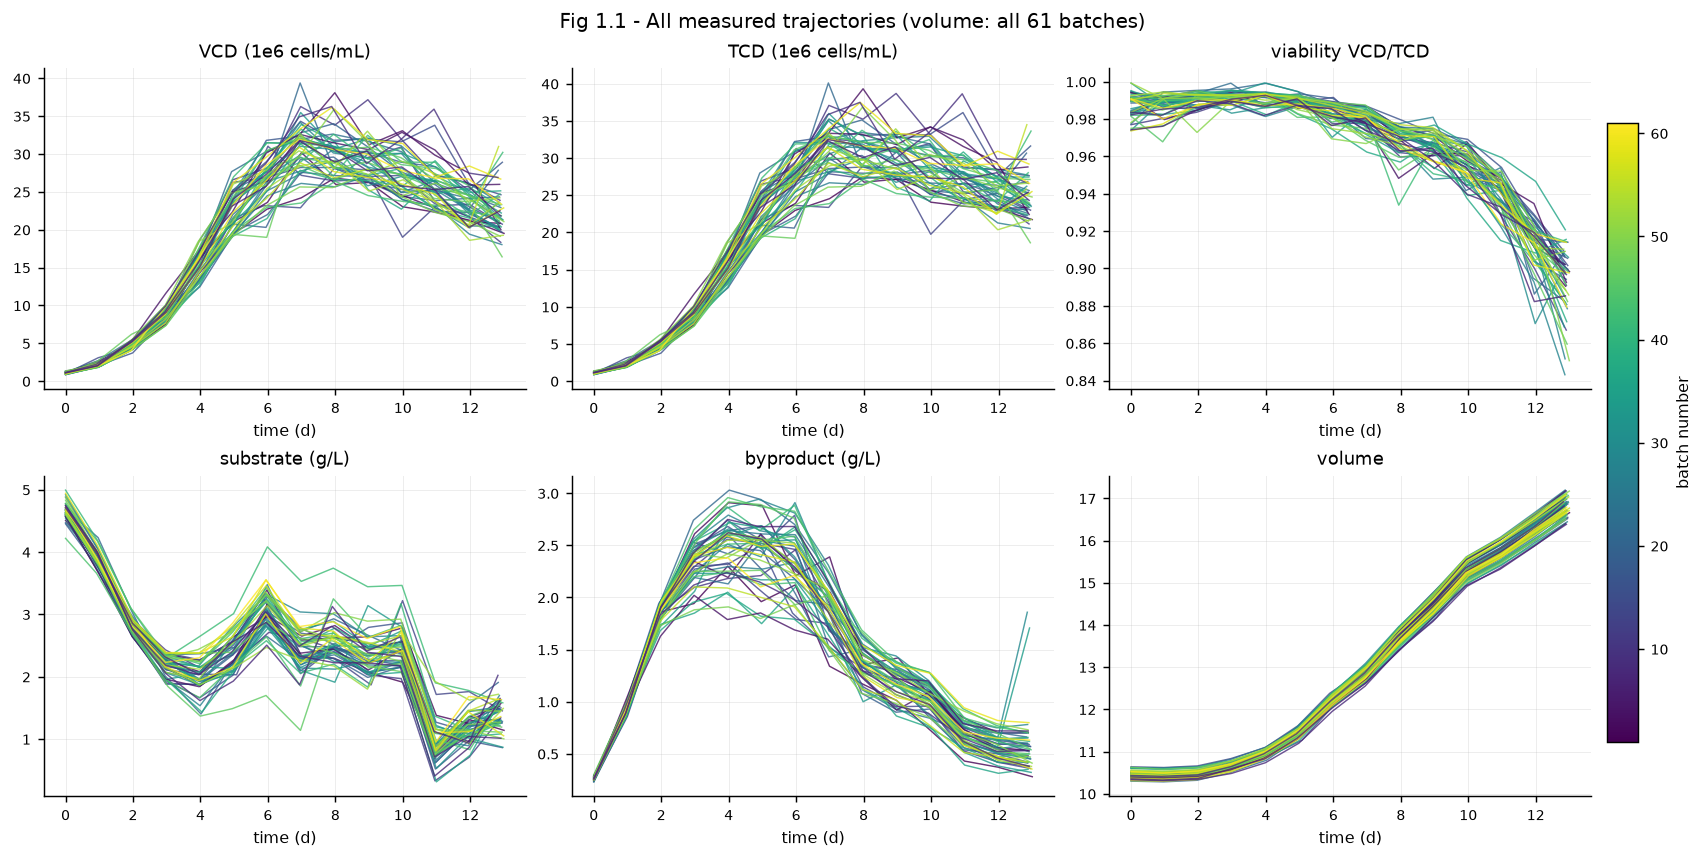 Fig 1.1 - All measured trajectories (volume: all 61 batches)
VCD (1e6 cells/mL)
40
35
30
25
20
15
10
5
0
0 2 4 6 8 10 12
time (d)
TCD (1e6 cells/mL)
40
35
30
25
20
15
10
5
0
0 2 4 6 8 10 12
time (d)
viability VCD/TCD
1.00
0.98
0.96
0.94
0.92
0.90
0.88
0.86
0.84
0 2 4 6 8 10 12
time (d)
substrate (g/L)
5
4
3
2
1
0 2 4 6 8 10 12
time (d)
byproduct (g/L)
3.0
2.5
2.0
1.5
1.0
0.5
0 2 4 6 8 10 12
time (d)
volume
17
16
15
14
13
12
11
10
0 2 4 6 8 10 12
time (d)
60
50
40
30
20
10
batch number